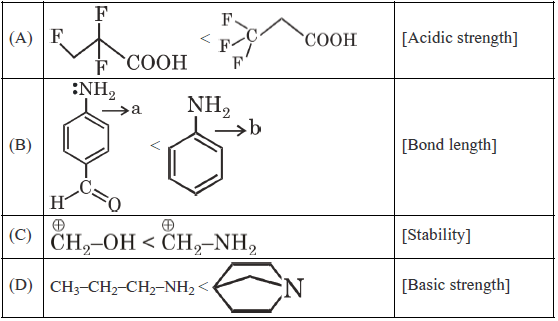 (A) F F F COOH < F F C F COOH [Acidic strength]
(B) :NH₂ →a H C O < NH₂ →b [Bond length]
(C) ⊕ CH₂–OH < ⊕ CH₂–NH₂ [Stability]
(D) CH₃–CH₂–CH₂–NH₂ < N [Basic strength]